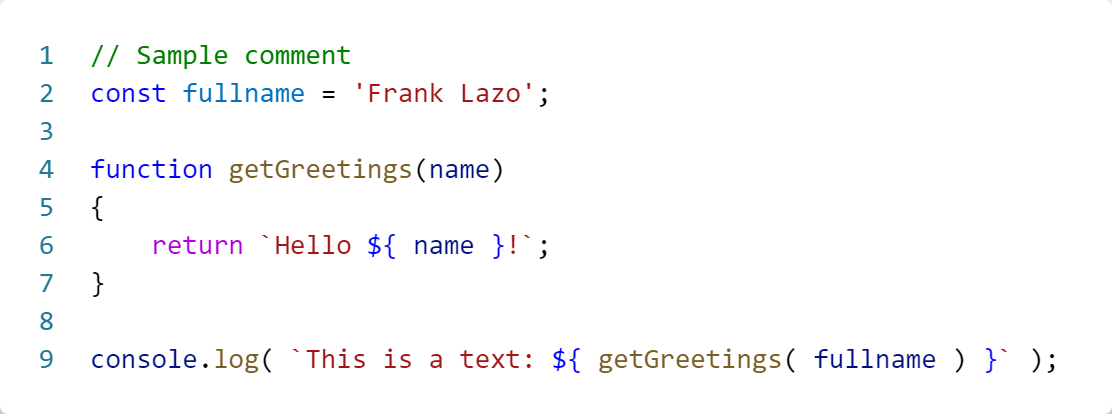 1 // Sample comment
2 const fullname = 'Frank Lazo';
3
4 function getGreetings(name)
5 {
6     return `Hello ${ name }!`;
7 }
8
9 console.log( `This is a text: ${ getGreetings( fullname ) }` );